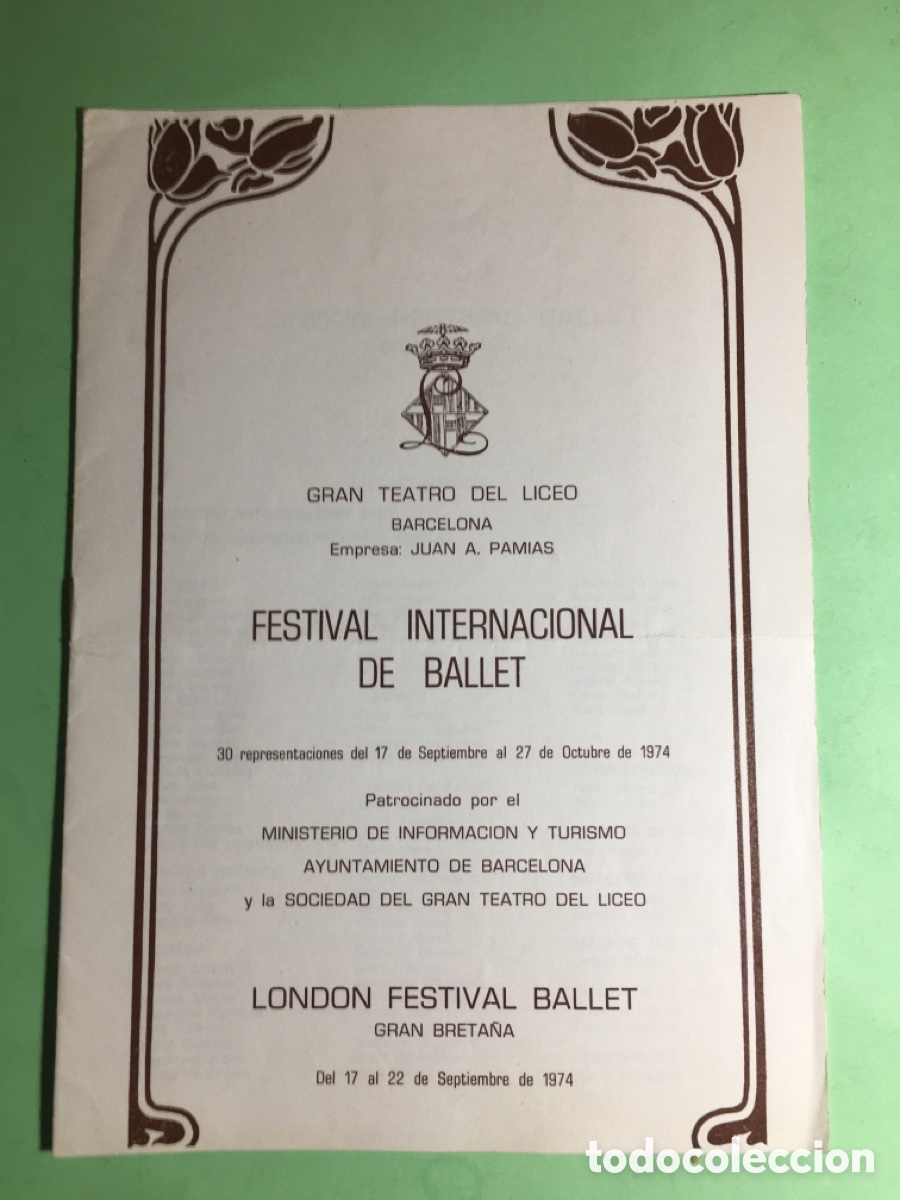 GRAN TEATRO DEL LICEO
BARCELONA
Empresa: JUAN A. PAMIAS
FESTIVAL INTERNACIONAL
DE BALLET
30 representaciones del 17 de Septiembre al 27 de Octubre de 1974
Patrocinado por el
MINISTERIO DE INFORMACION Y TURISMO
AYUNTAMIENTO DE BARCELONA
y la SOCIEDAD DEL GRAN TEATRO DEL LICEO
LONDON FESTIVAL BALLET
GRAN BRETAÑA
Del 17 al 22 de Septiembre de 1974
todocoleccion